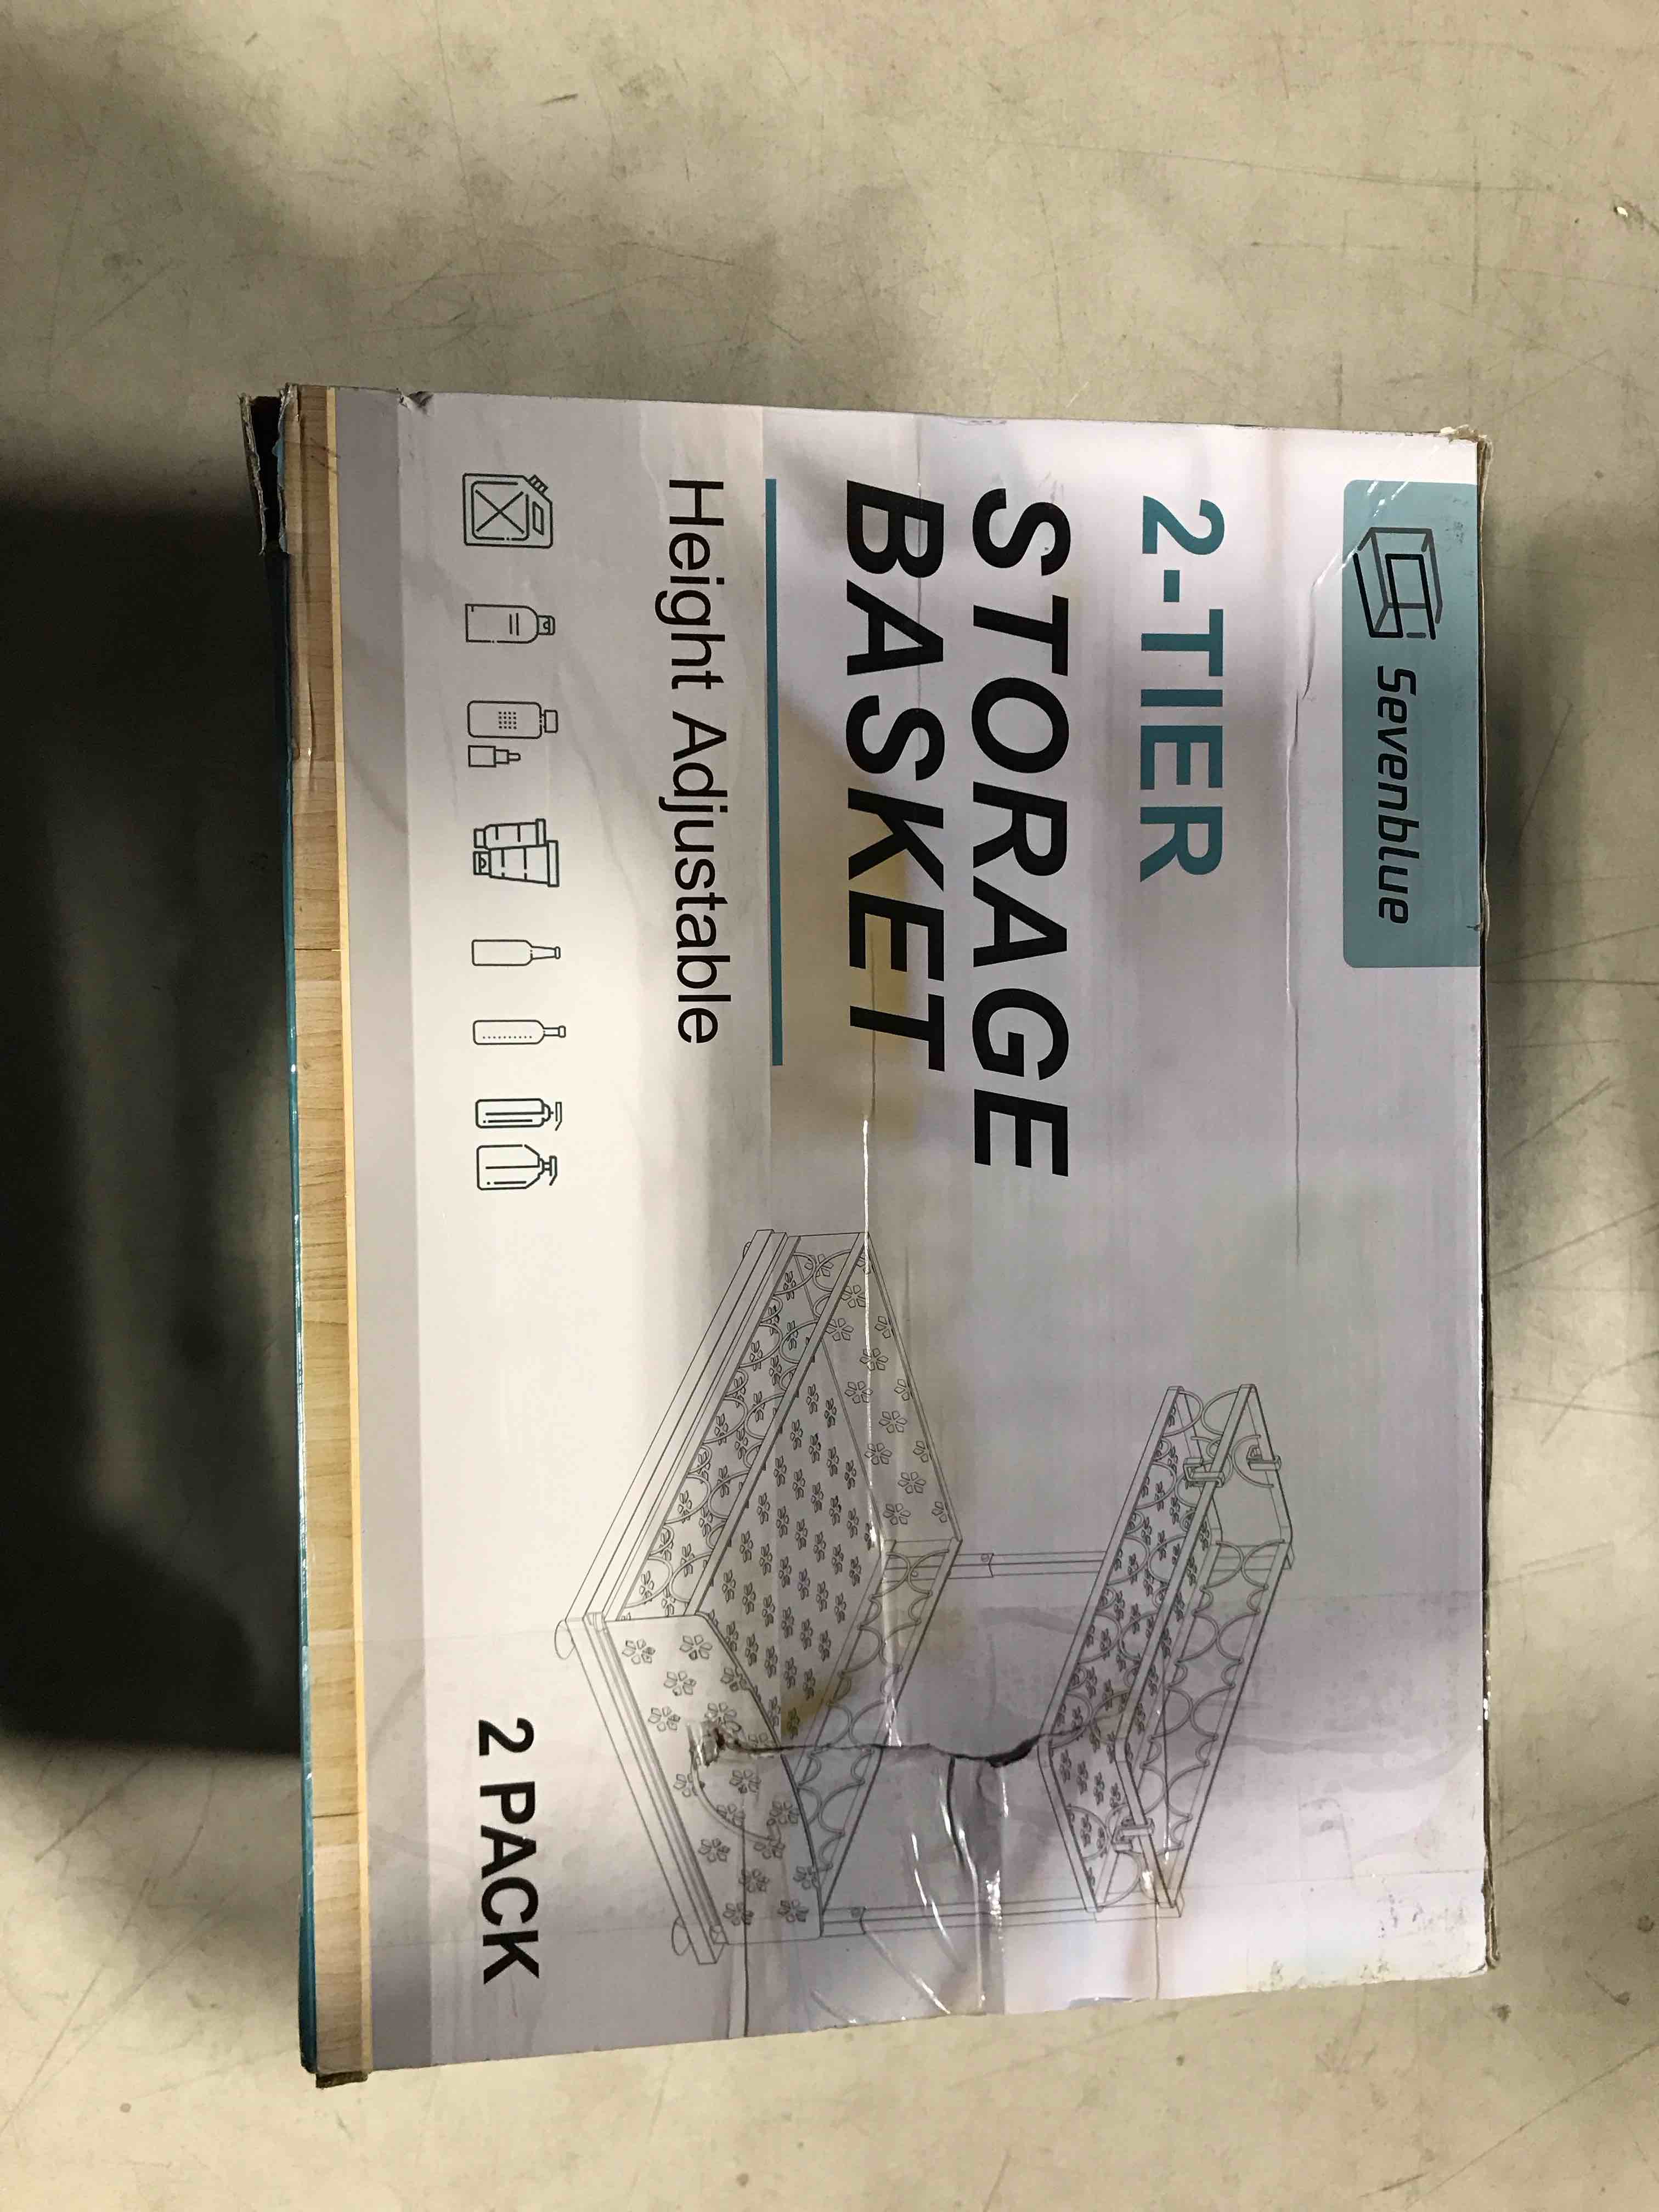 Sevenblue
2-TIER
STORAGE
BASKET
Height Adjustable
2 PACK